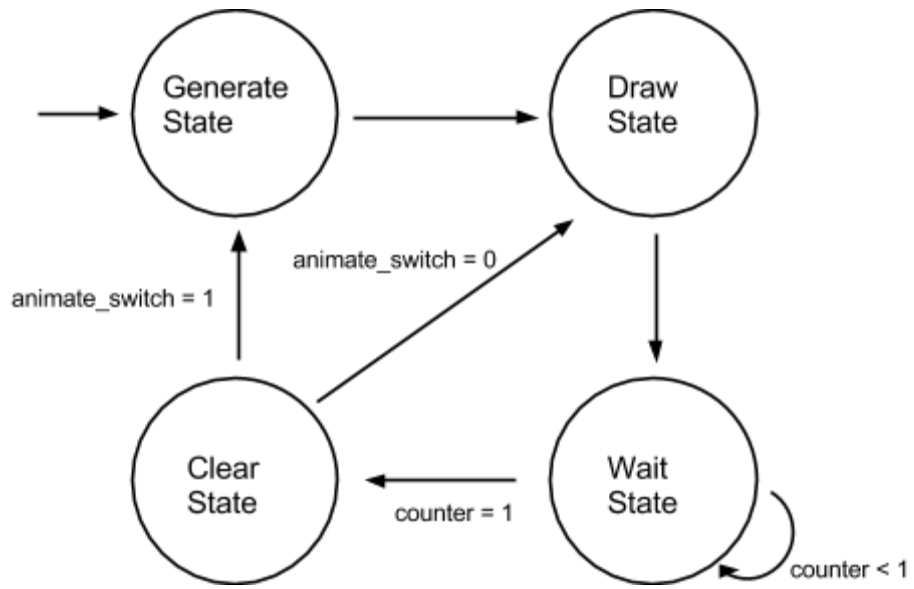 Generate
State
Draw
State
animate_switch = 0
animate_switch = 1
Clear
State
Wait
State
counter = 1
counter < 1